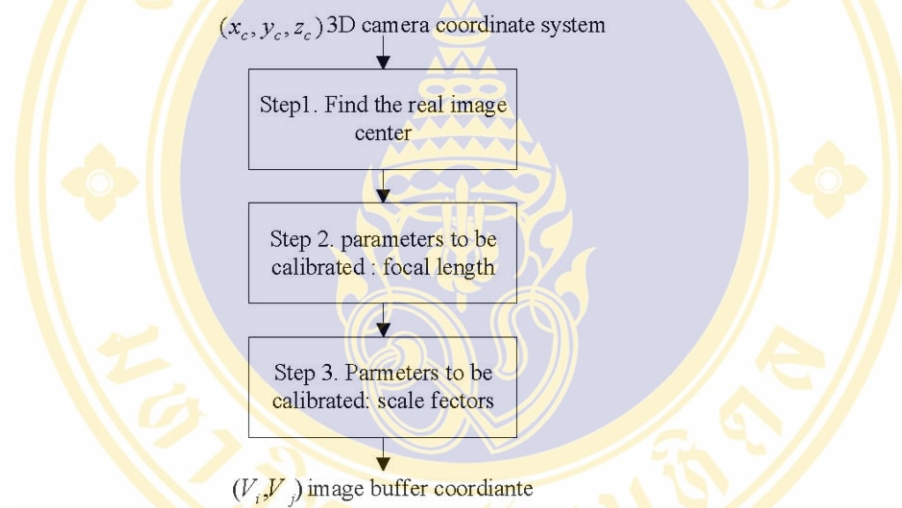 (x_c, y_c, z_c) 3D camera coordinate system
Step1. Find the real image
center
Step 2. parameters to be
calibrated : focal length
Step 3. Parmeters to be
calibrated: scale fectors
(V_i, V_j) image buffer coordiante